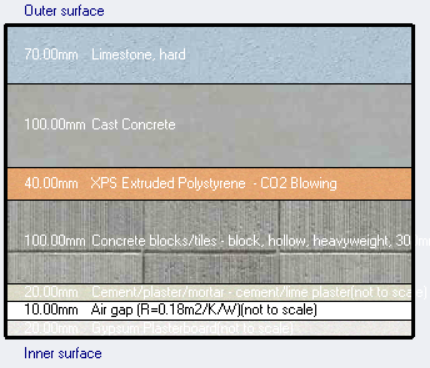 Outer surface
70.00mm Limestone, hard
100.00mm Cast Concrete
40.00mm XPS Extruded Polystyrene - CO2 Blowing
100.00mm Concrete blocks/tiles - block, hollow, heavyweight, 30 mm
20.00mm Cement/plaster/mortar - cement/lime plaster(not to scale)
10.00mm Air gap (R=0.18m2/K/W)(not to scale)
20.00mm Gypsum Plasterboard(not to scale)
Inner surface